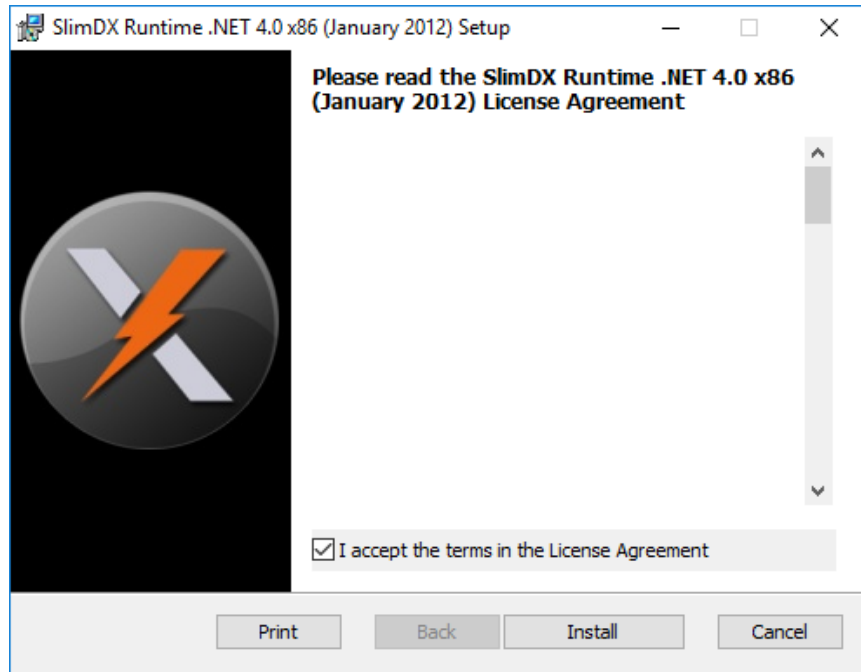 SlimDX Runtime .NET 4.0 x86 (January 2012) Setup
Please read the SlimDX Runtime .NET 4.0 x86
(January 2012) License Agreement
I accept the terms in the License Agreement
Print Back Install Cancel